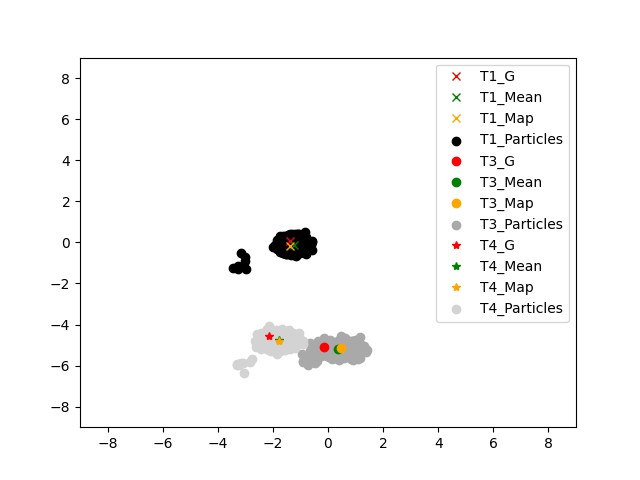 8
6
4
2
0
−2
−4
−6
−8
−8 −6 −4 −2 0 2 4 6 8
T1_G
T1_Mean
T1_Map
T1_Particles
T3_G
T3_Mean
T3_Map
T3_Particles
T4_G
T4_Mean
T4_Map
T4_Particles